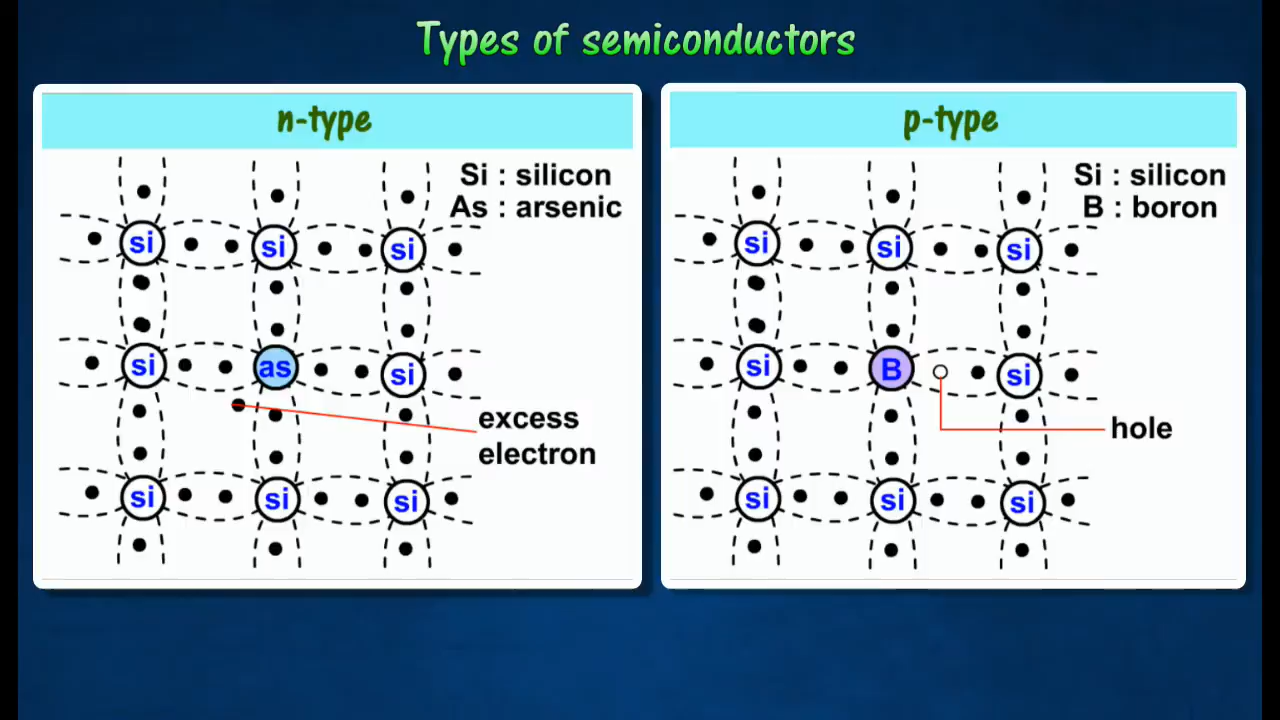 Types of semiconductors
n-type
Si : silicon
As : arsenic
si si si
si as si
excess
electron
si si si
p-type
Si : silicon
B : boron
si si si
si B si
hole
si si si